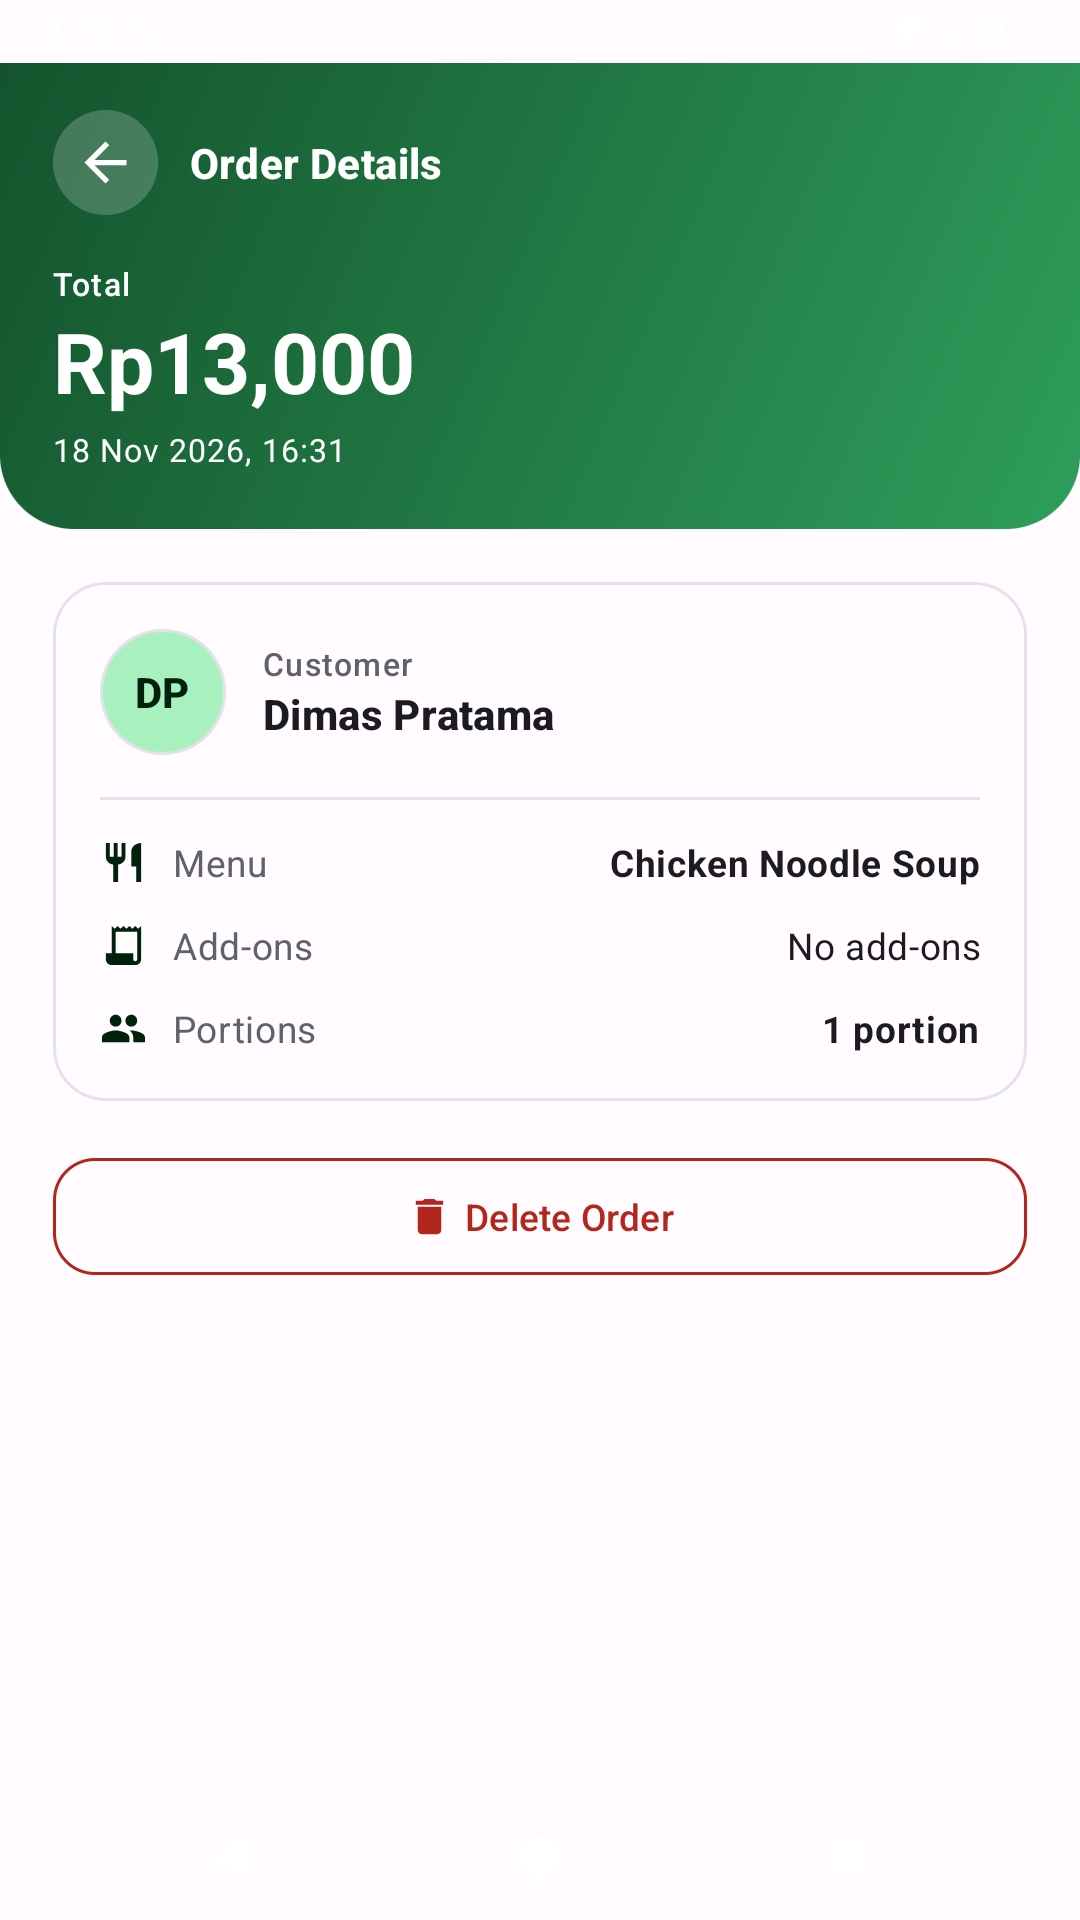 Order Details
Total
Rp13,000
18 Nov 2026, 16:31
DP
Customer
Dimas Pratama
Menu
Chicken Noodle Soup
Add-ons
No add-ons
Portions
1 portion
Delete Order